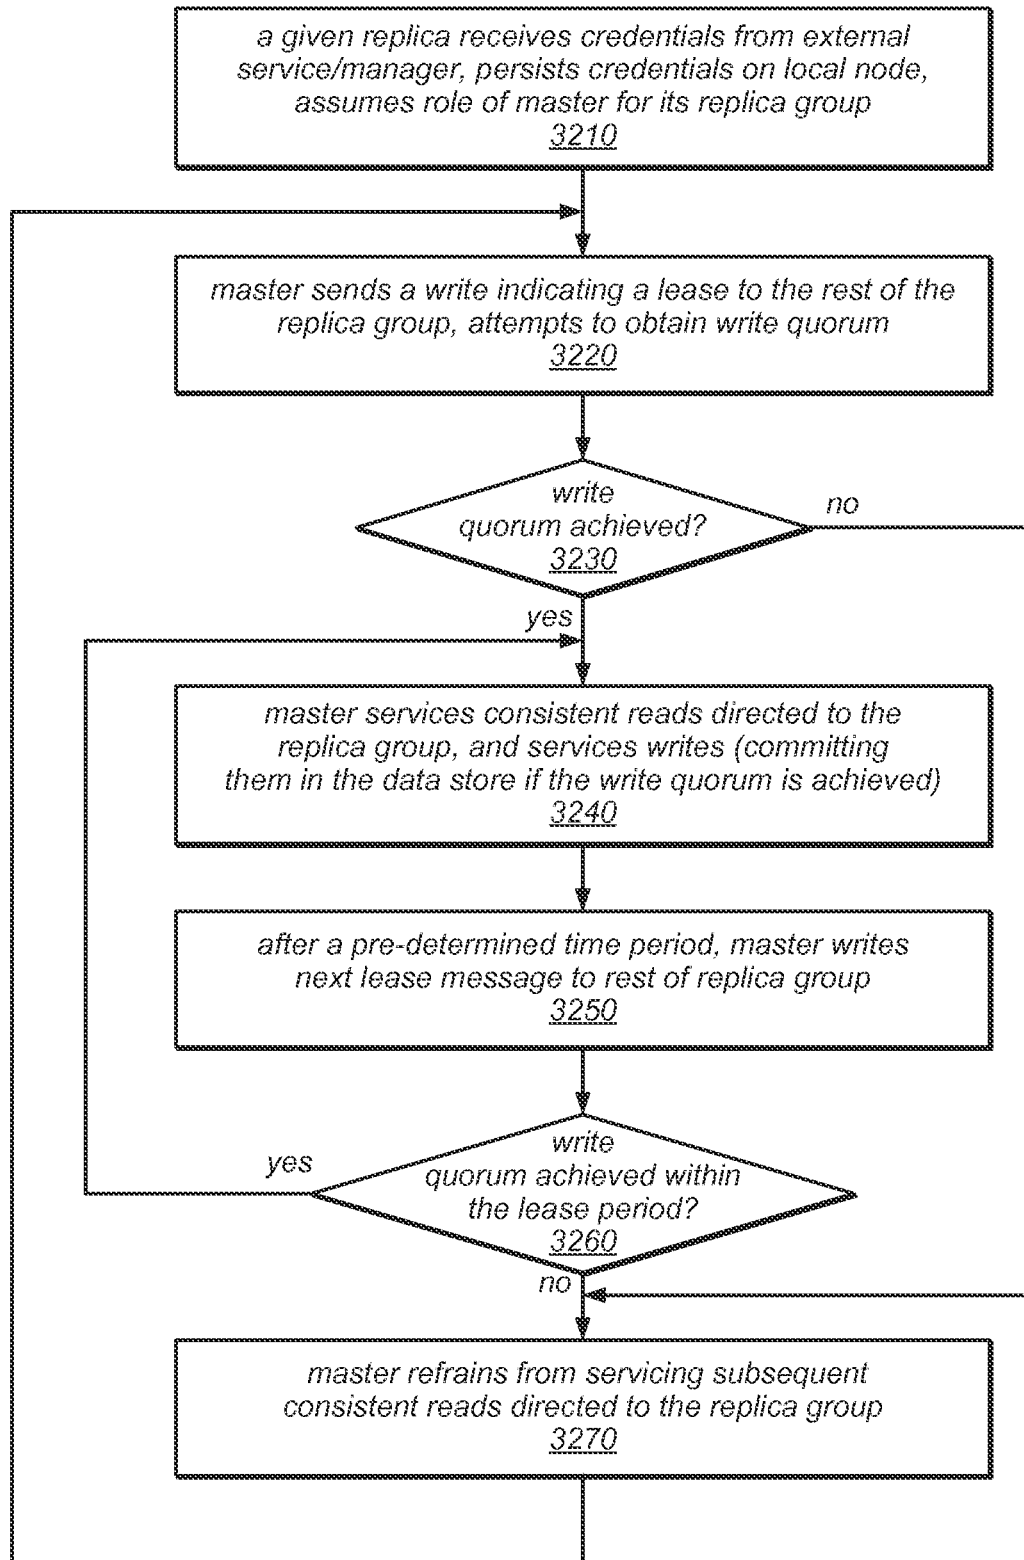 a given replica receives credentials from external
service/manager, persists credentials on local node,
assumes role of master for its replica group
3210
master sends a write indicating a lease to the rest of the
replica group, attempts to obtain write quorum
3220
write
quorum achieved?
3230
no
yes
master services consistent reads directed to the
replica group, and services writes (committing
them in the data store if the write quorum is achieved)
3240
after a pre-determined time period, master writes
next lease message to rest of replica group
3250
write
quorum achieved within
the lease period?
3260
yes
no
master refrains from servicing subsequent
consistent reads directed to the replica group
3270